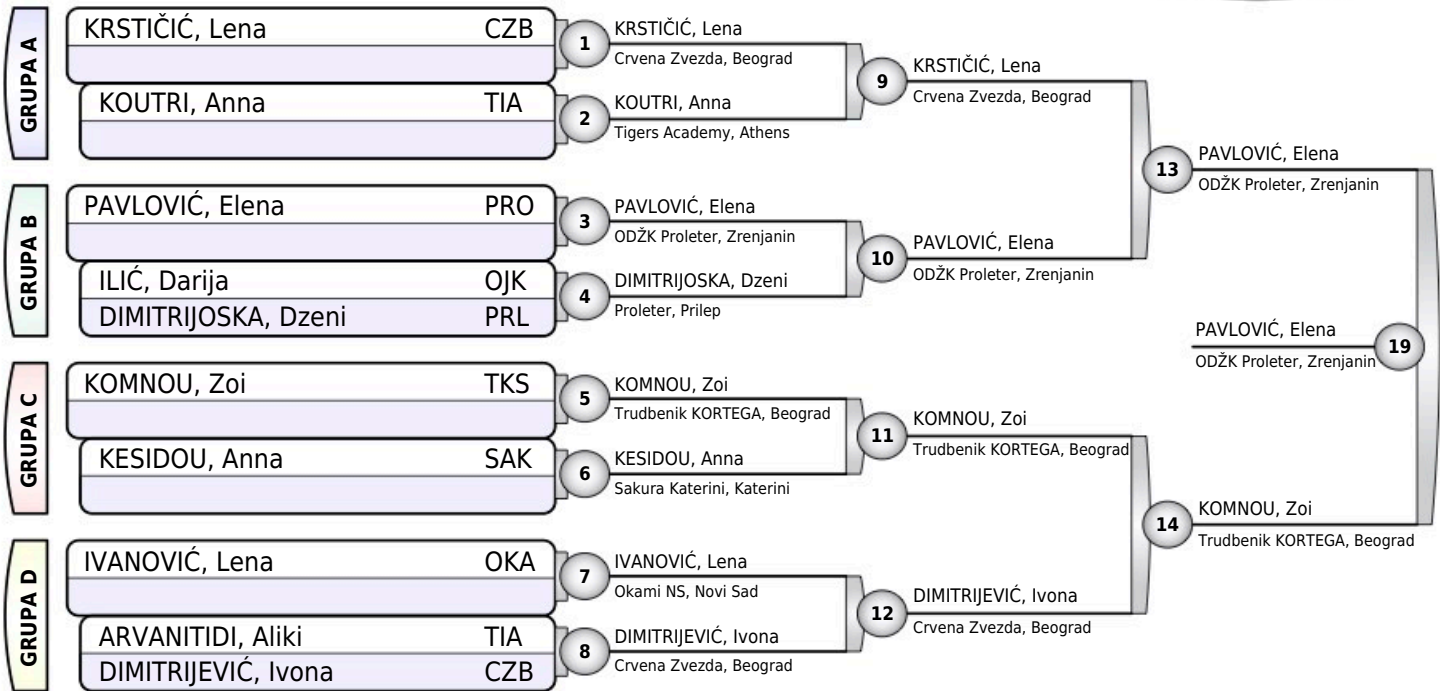 GRUPA A
KRSTIČIĆ, Lena CZB
KOUTRI, Anna TIA
GRUPA B
PAVLOVIĆ, Elena PRO
ILIĆ, Darija OJK
DIMITRIJOSKA, Dzeni PRL
GRUPA C
KOMNOU, Zoi TKS
KESIDOU, Anna SAK
GRUPA D
IVANOVIĆ, Lena OKA
ARVANITIDI, Aliki TIA
DIMITRIJEVIĆ, Ivona CZB
1
KRSTIČIĆ, Lena
Crvena Zvezda, Beograd
2
KOUTRI, Anna
Tigers Academy, Athens
3
PAVLOVIĆ, Elena
ODŽK Proleter, Zrenjanin
4
DIMITRIJOSKA, Dzeni
Proleter, Prilep
5
KOMNOU, Zoi
Trudbenik KORTEGA, Beograd
6
KESIDOU, Anna
Sakura Katerini, Katerini
7
IVANOVIĆ, Lena
Okami NS, Novi Sad
8
DIMITRIJEVIĆ, Ivona
Crvena Zvezda, Beograd
9
KRSTIČIĆ, Lena
Crvena Zvezda, Beograd
10
PAVLOVIĆ, Elena
ODŽK Proleter, Zrenjanin
11
KOMNOU, Zoi
Trudbenik KORTEGA, Beograd
12
DIMITRIJEVIĆ, Ivona
Crvena Zvezda, Beograd
13
PAVLOVIĆ, Elena
ODŽK Proleter, Zrenjanin
14
KOMNOU, Zoi
Trudbenik KORTEGA, Beograd
PAVLOVIĆ, Elena
ODŽK Proleter, Zrenjanin
19